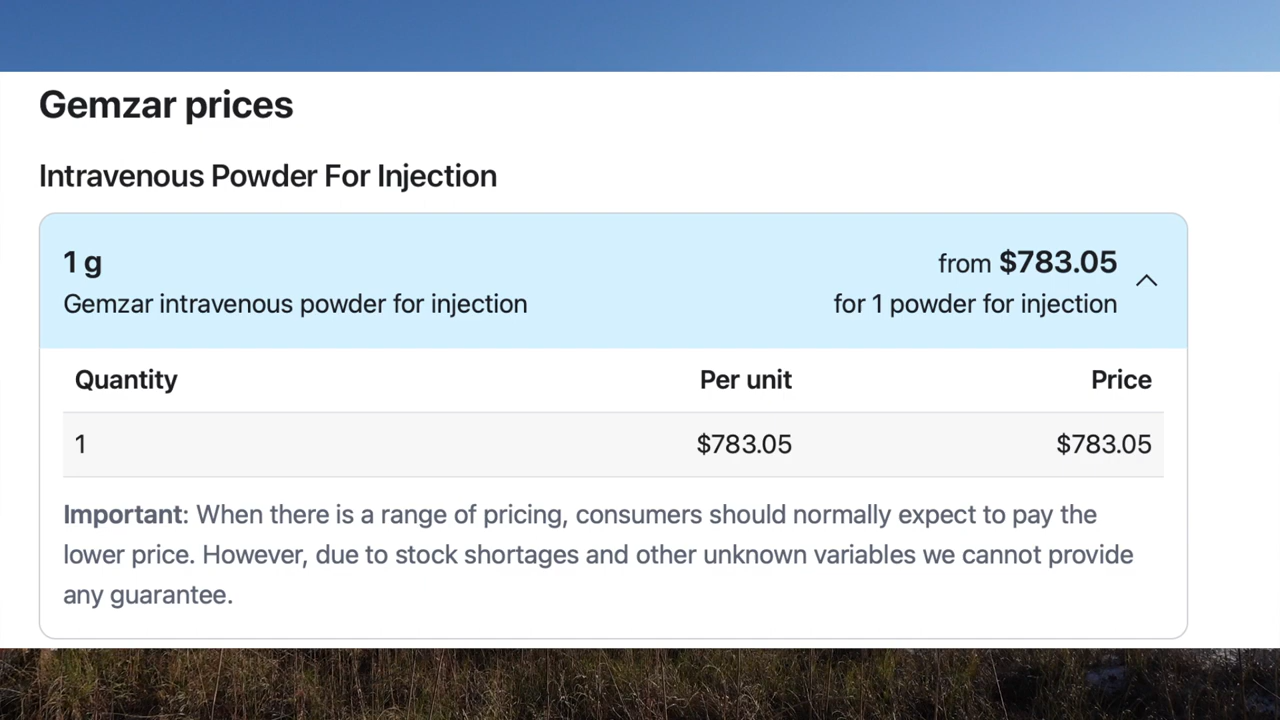 Gemzar prices
Intravenous Powder For Injection
1 g
from $783.05
Gemzar intravenous powder for injection
for 1 powder for injection
Quantity Per unit Price
1 $783.05 $783.05
Important: When there is a range of pricing, consumers should normally expect to pay the
lower price. However, due to stock shortages and other unknown variables we cannot provide
any guarantee.